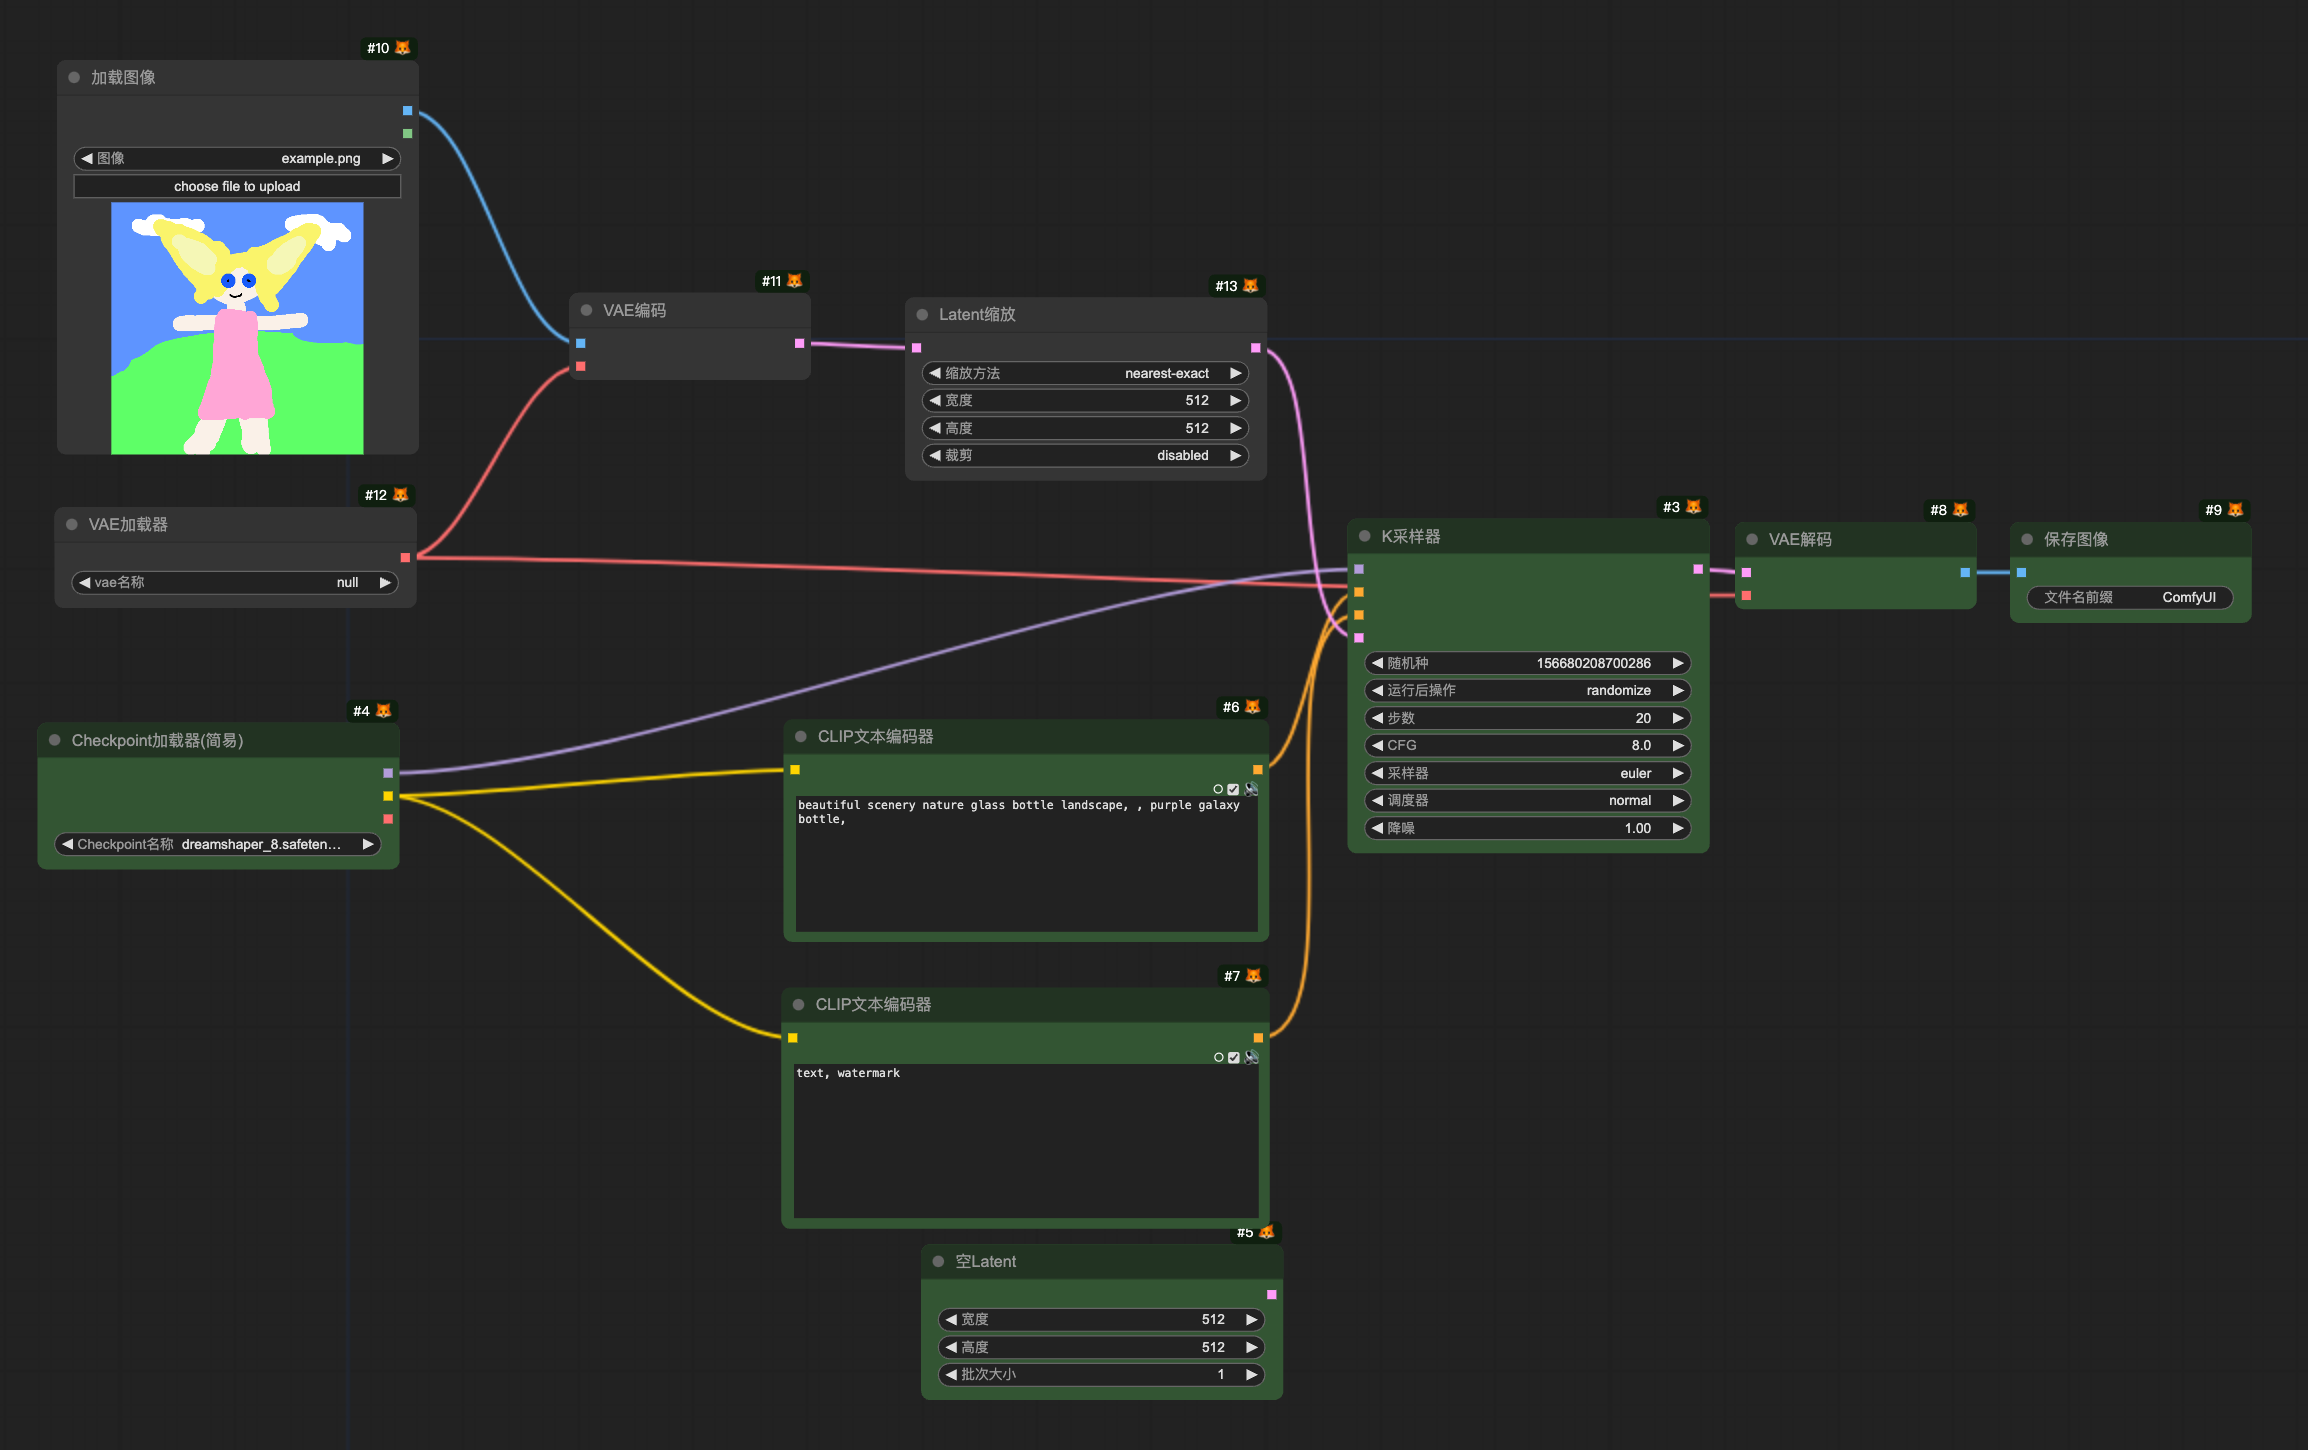 #10
加载图像
图像 example.png
choose file to upload
#11
VAE编码
#13
Latent缩放
缩放方法 nearest-exact
宽度 512
高度 512
裁剪 disabled
#12
VAE加载器
vae名称 null
#3
K采样器
随机种 156680208700286
运行后操作 randomize
步数 20
CFG 8.0
采样器 euler
调度器 normal
降噪 1.00
#8
VAE解码
#9
保存图像
文件名前缀 ComfyUI
#4
Checkpoint加载器(简易)
Checkpoint名称 dreamshaper_8.safeten...
#6
CLIP文本编码器
beautiful scenery nature glass bottle landscape, , purple galaxy
bottle,
#7
CLIP文本编码器
text, watermark
#5
空Latent
宽度 512
高度 512
批次大小 1